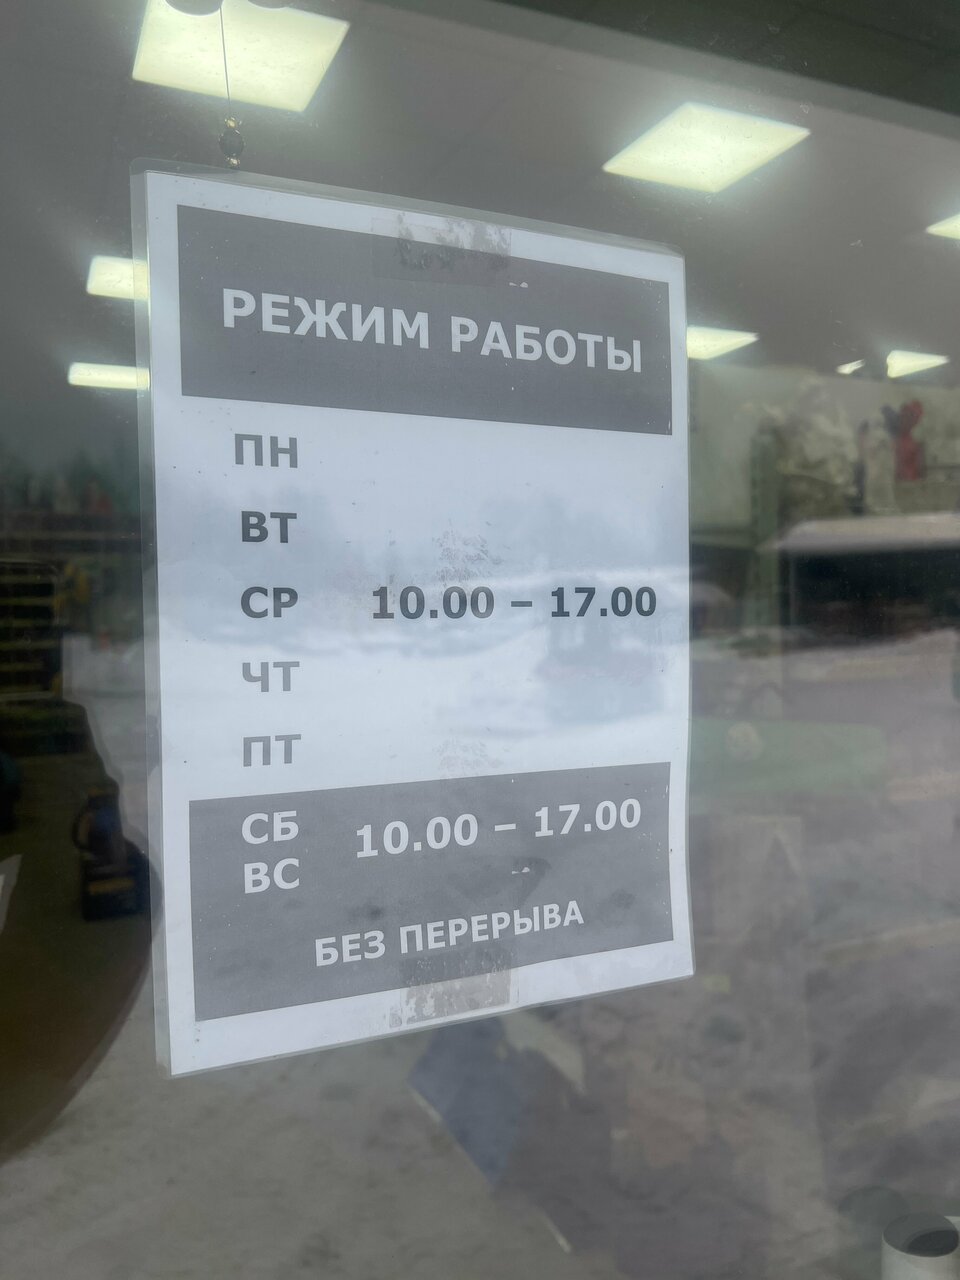 РЕЖИМ РАБОТЫ
ПН
ВТ
СР 10.00 – 17.00
ЧТ
ПТ
СБ 10.00 – 17.00
ВС
БЕЗ ПЕРЕРЫВА